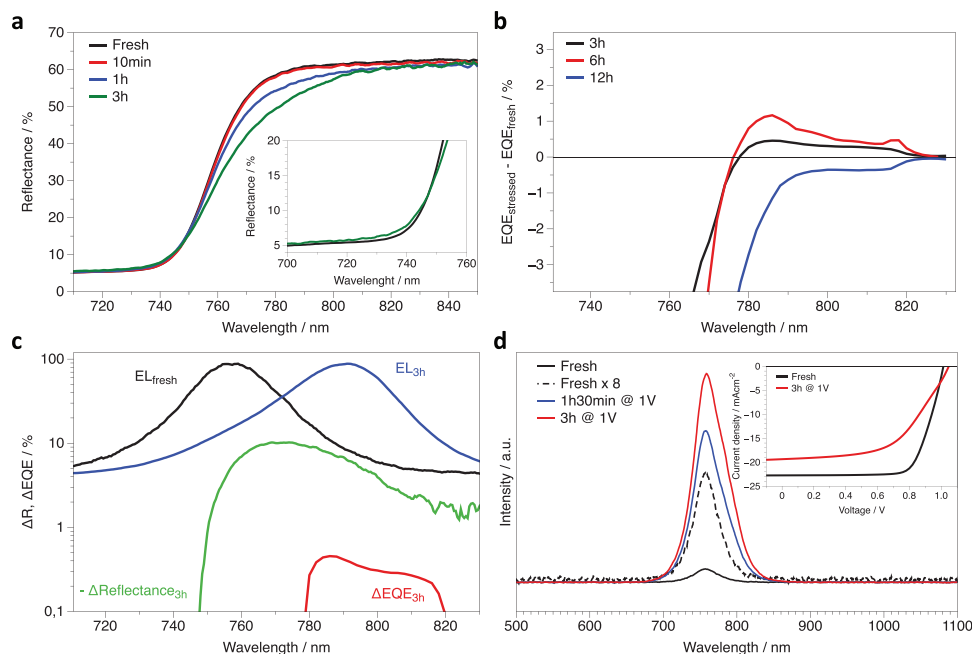 a
70
60
50
40
30
20
10
0
Reflectance / %
Fresh
10min
1h
3h
20
15
10
5
Reflectance / %
700 720 740 760
Wavelenght / nm
720 740 760 780 800 820 840
Wavelength / nm
b
3
2
1
0
-1
-2
-3
EQEstressed - EQEfresh / %
3h
6h
12h
740 760 780 800 820
Wavelength / nm
c
100
10
1
0,1
ΔR, ΔEQE / %
ELfresh
EL3h
- ΔReflectance3h
ΔEQE3h
720 740 760 780 800 820
Wavelength / nm
d
Intensity / a.u.
Fresh
Fresh x 8
1h30min @ 1V
3h @ 1V
Fresh
3h @ 1V
0
-5
-10
-15
-20
-25
Current density / mAcm-2
0 0.2 0.4 0.6 0.8 1.0
Voltage / V
500 600 700 800 900 1000 1100
Wavelength / nm